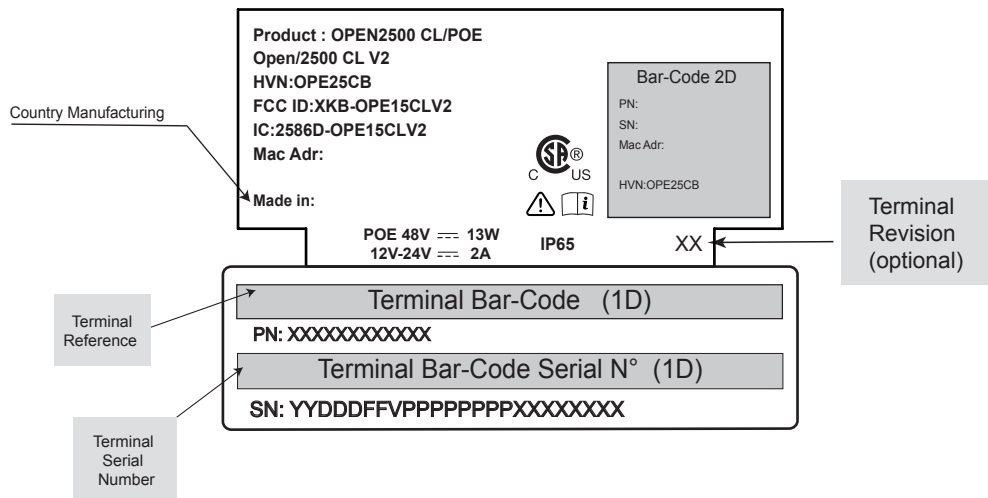 Product : OPEN2500 CL/POE
Open/2500 CL V2
HVN:OPE25CB
FCC ID:XKB-OPE15CLV2
IC:2586D-OPE15CLV2
Mac Adr:
Made in:
Country Manufacturing
Bar-Code 2D
PN:
SN:
Mac Adr:
HVN:OPE25CB
C SA ®
C US
i
POE 48V ⎓ 13W
12V-24V ⎓ 2A
IP65
XX
Terminal
Revision
(optional)
Terminal Bar-Code (1D)
PN: XXXXXXXXXXXX
Terminal
Reference
Terminal Bar-Code Serial N° (1D)
SN: YYDDDFFVPPPPPPPPXXXXXXXX
Terminal
Serial
Number